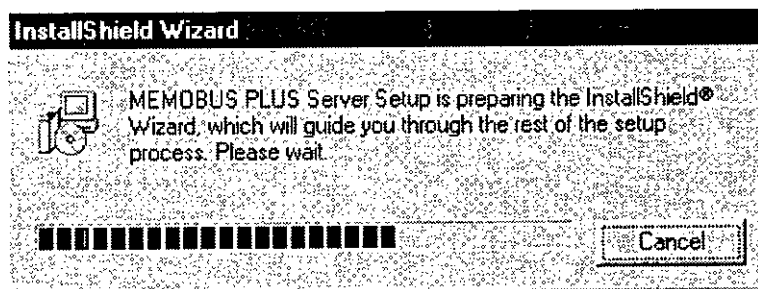 InstallShield Wizard
MEMOBUS PLUS Server Setup is preparing the InstallShield®
Wizard, which will guide you through the rest of the setup
process. Please wait.
Cancel